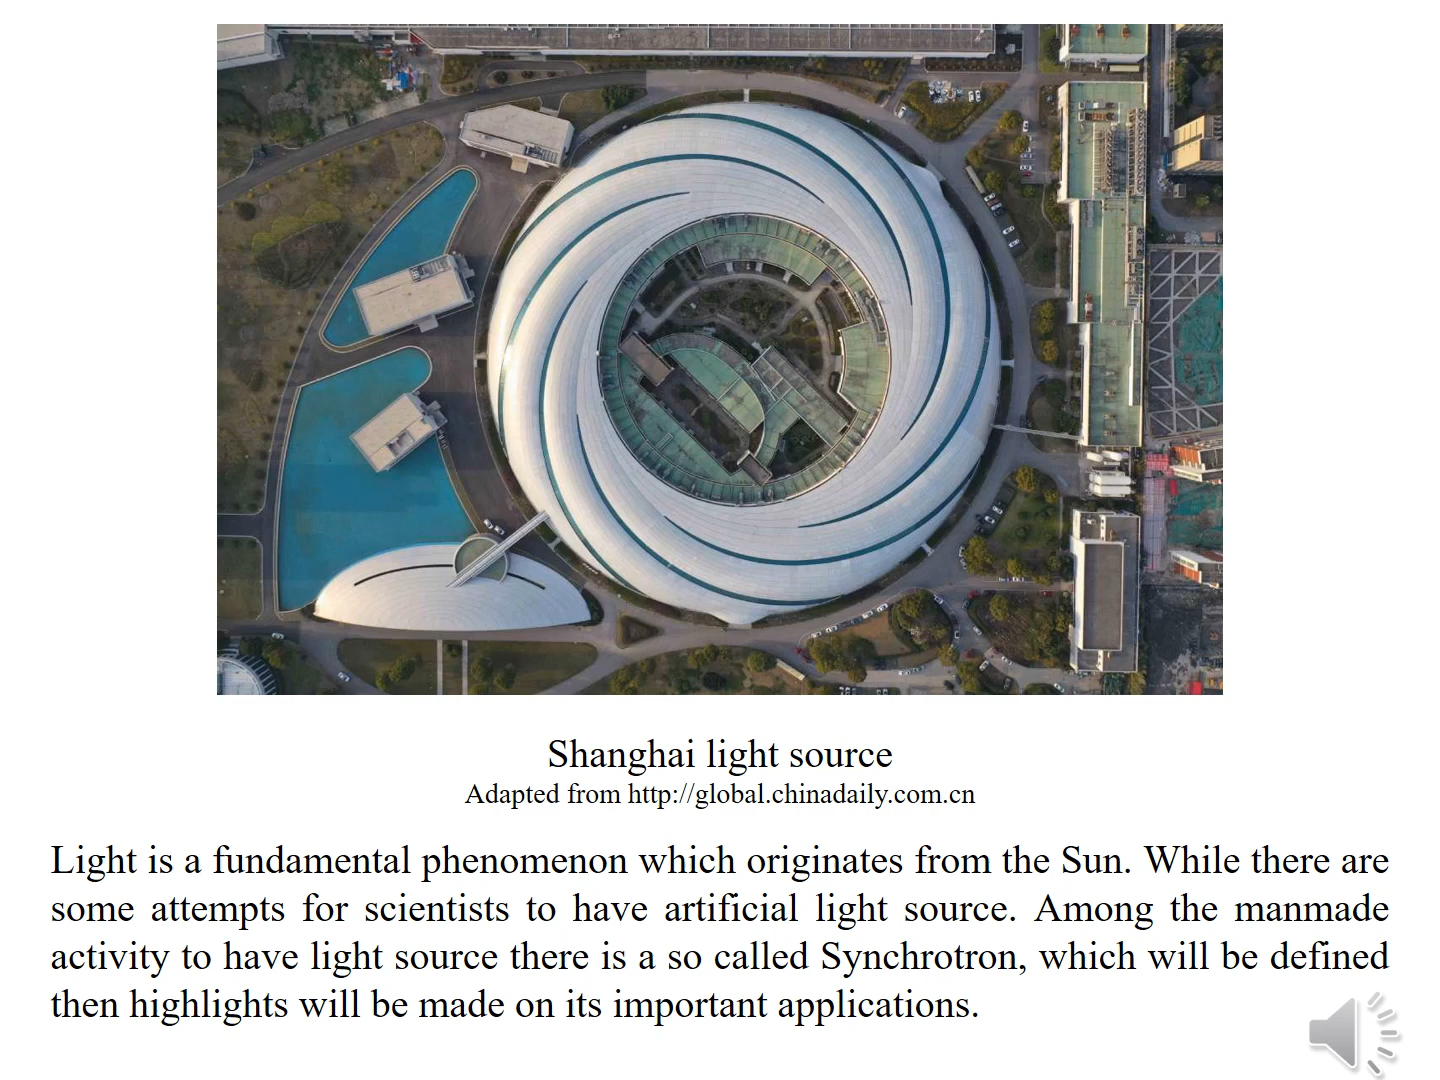 Shanghai light source
Adapted from http://global.chinadaily.com.cn
Light is a fundamental phenomenon which originates from the Sun. While there are
some attempts for scientists to have artificial light source. Among the manmade
activity to have light source there is a so called Synchrotron, which will be defined
then highlights will be made on its important applications.